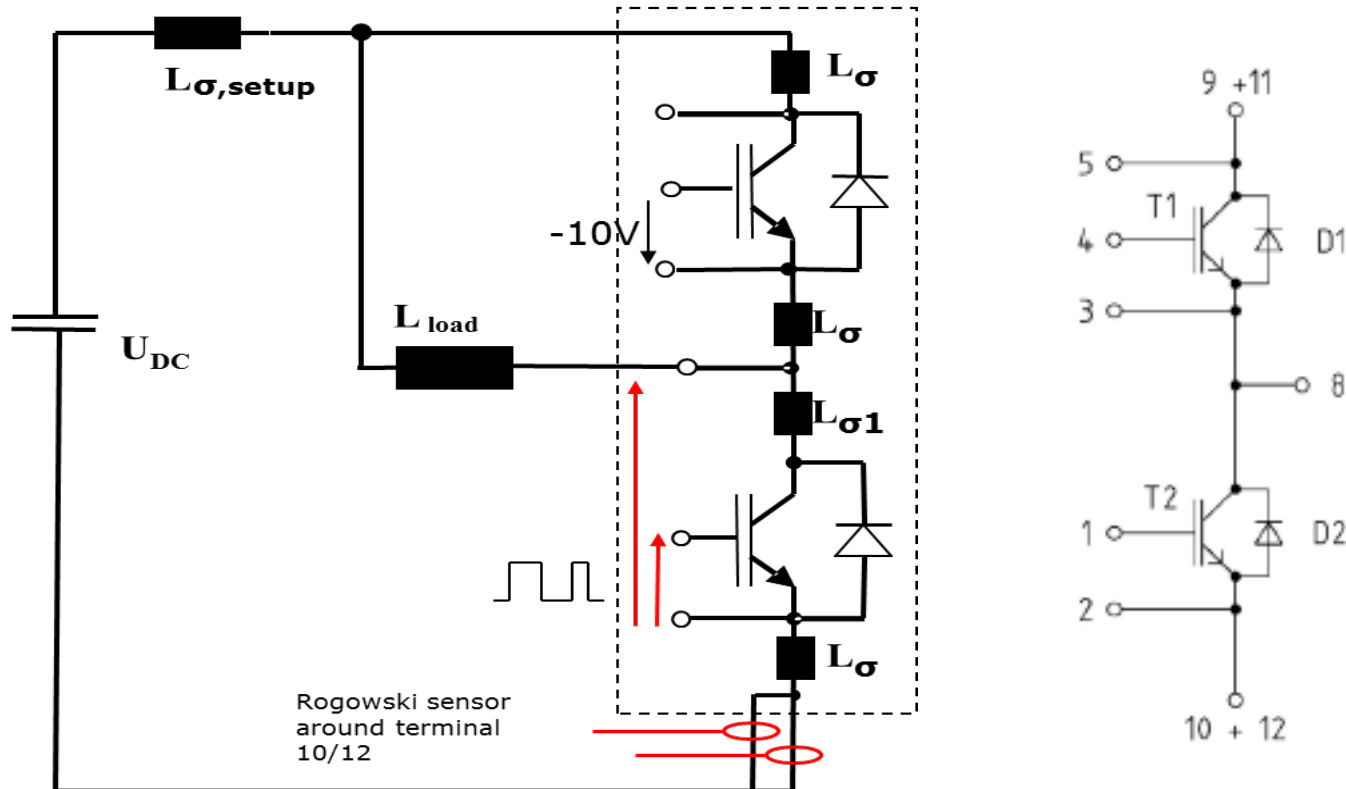 Lσ,setup
Lσ
-10V
Lσ
L load
UDC
Lσ1
Lσ
Rogowski sensor
around terminal
10/12
9 +11
5
T1
4
D1
3
8
T2
1
D2
2
10 + 12